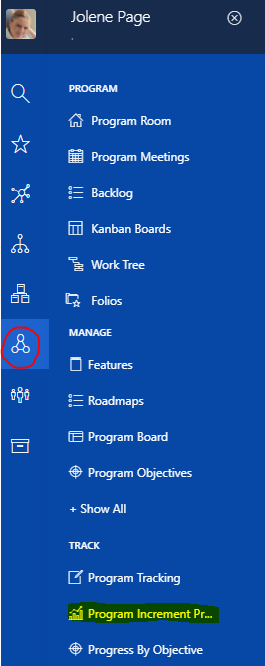 Jolene Page
.
PROGRAM
Program Room
Program Meetings
Backlog
Kanban Boards
Work Tree
Folios
MANAGE
Features
Roadmaps
Program Board
Program Objectives
+ Show All
TRACK
Program Tracking
Program Increment Pr...
Progress By Objective